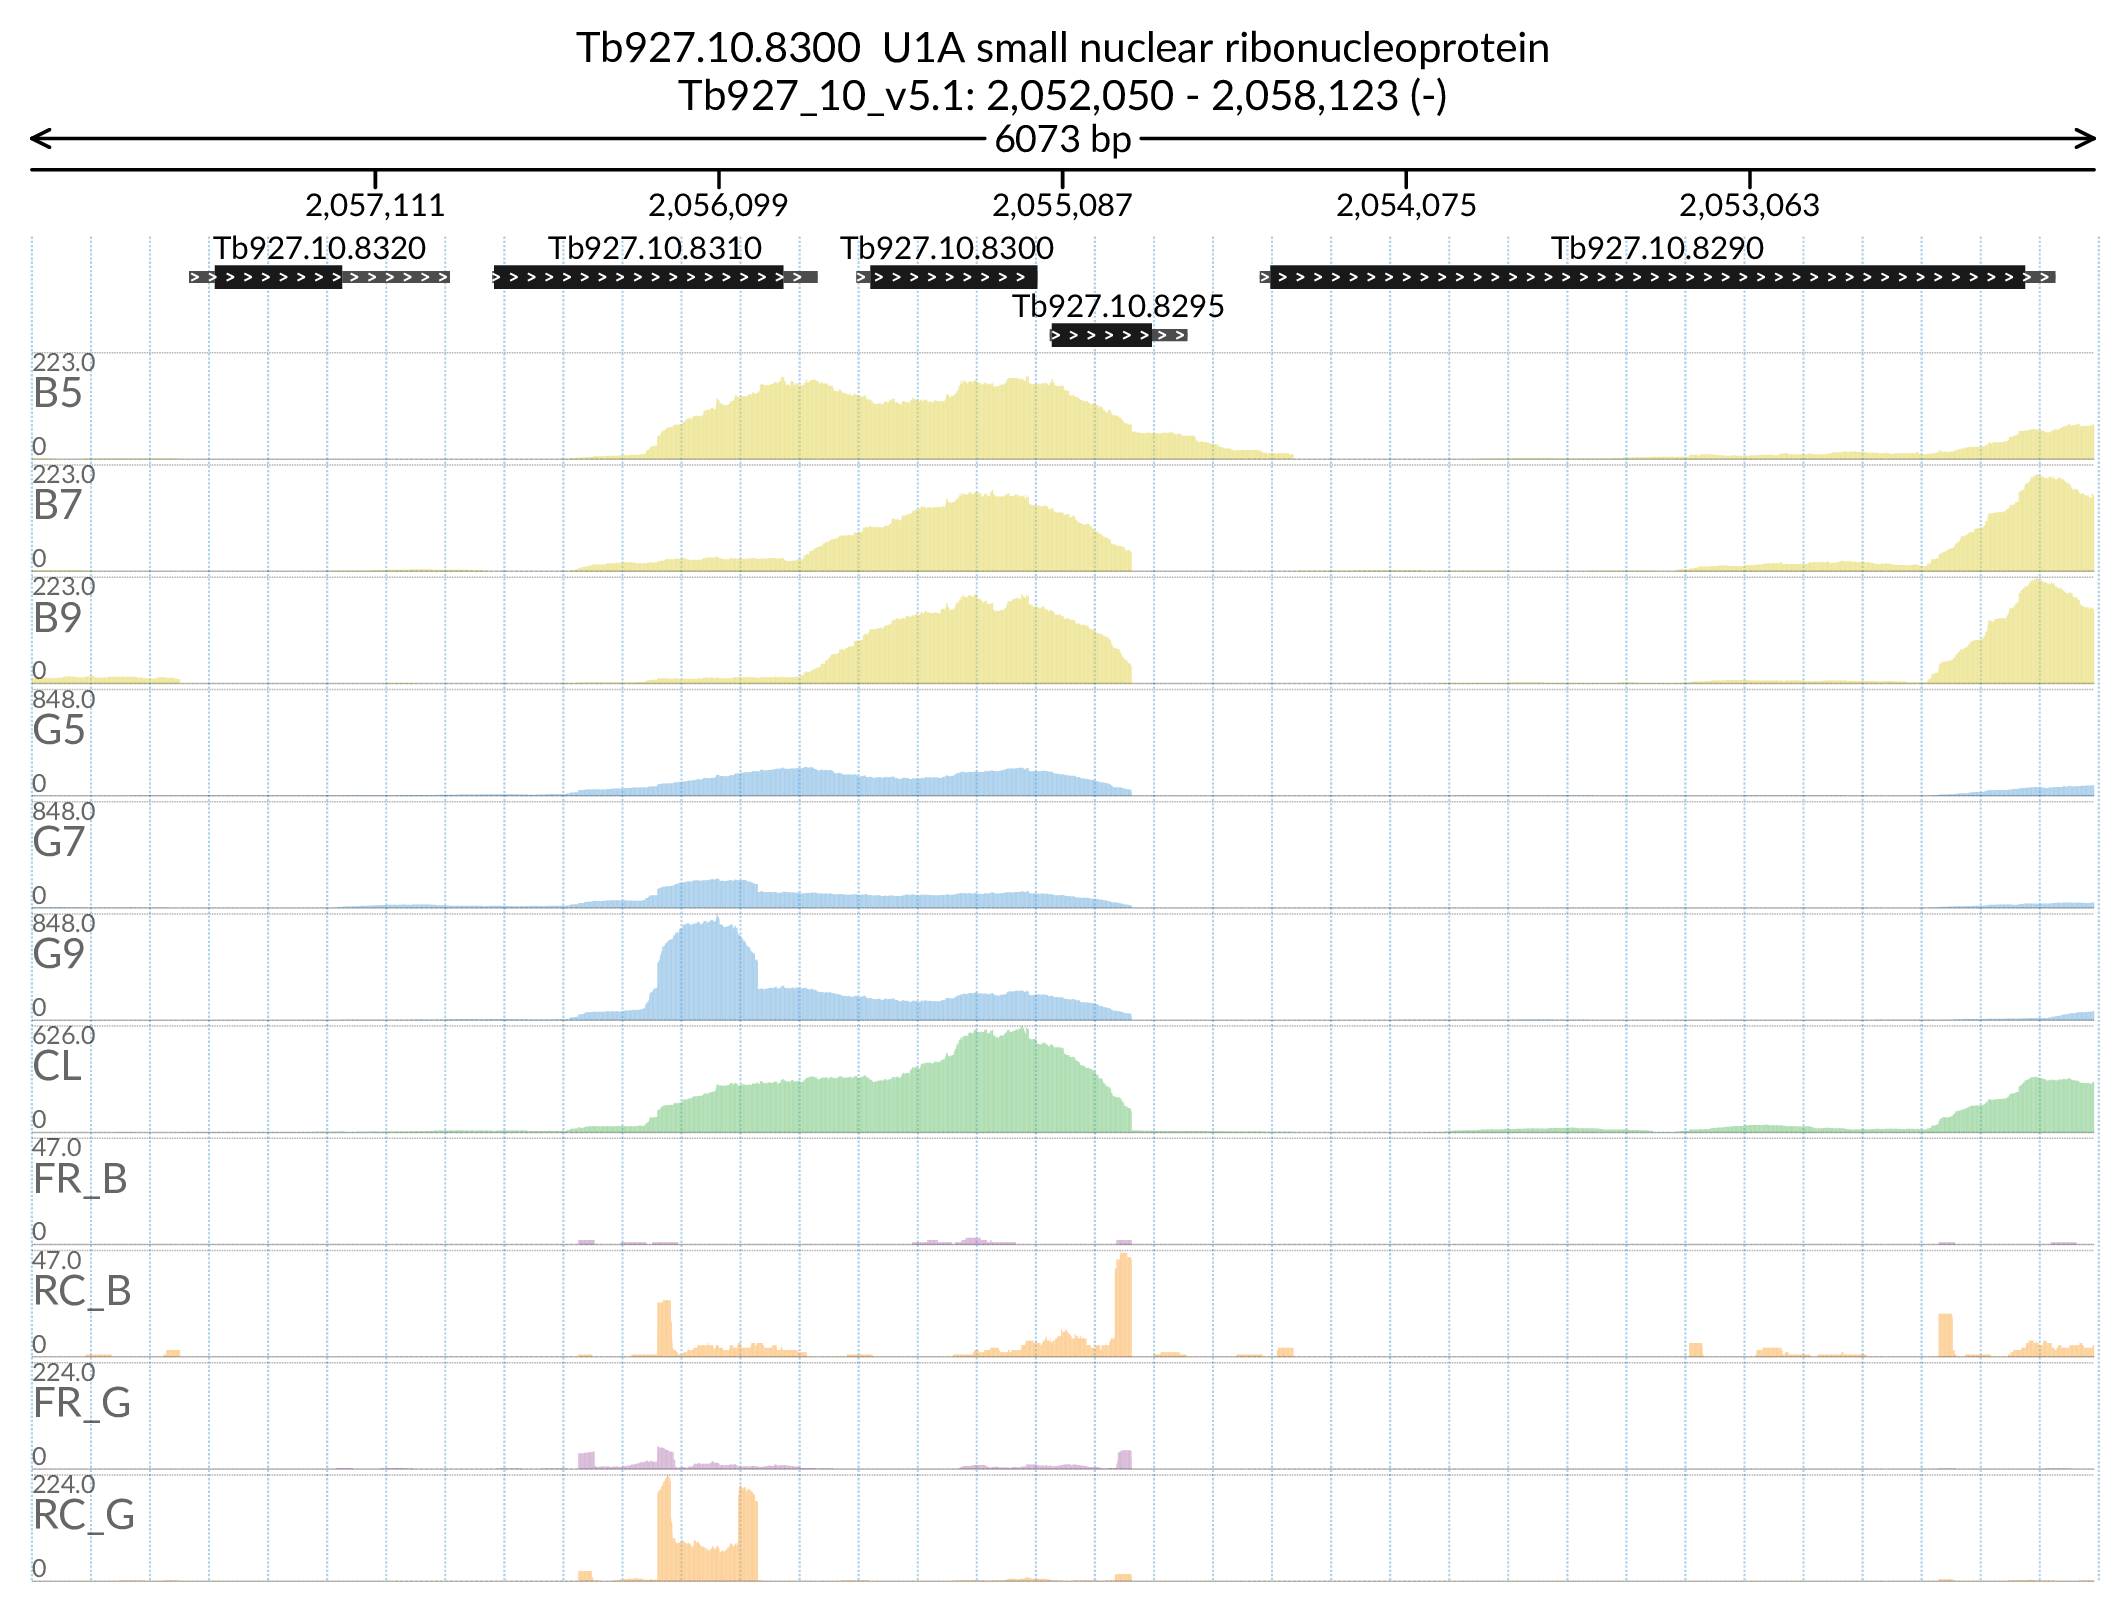 Tb927.10.8300  U1A small nuclear ribonucleoprotein
Tb927_10_v5.1: 2,052,050 - 2,058,123 (-)
6073 bp
2,057,111 2,056,099 2,055,087 2,054,075 2,053,063
Tb927.10.8320 Tb927.10.8310 Tb927.10.8300 Tb927.10.8290
Tb927.10.8295
223.0
B5
0
223.0
B7
0
223.0
B9
0
848.0
G5
0
848.0
G7
0
848.0
G9
0
626.0
CL
0
47.0
FR_B
0
47.0
RC_B
0
224.0
FR_G
0
224.0
RC_G
0